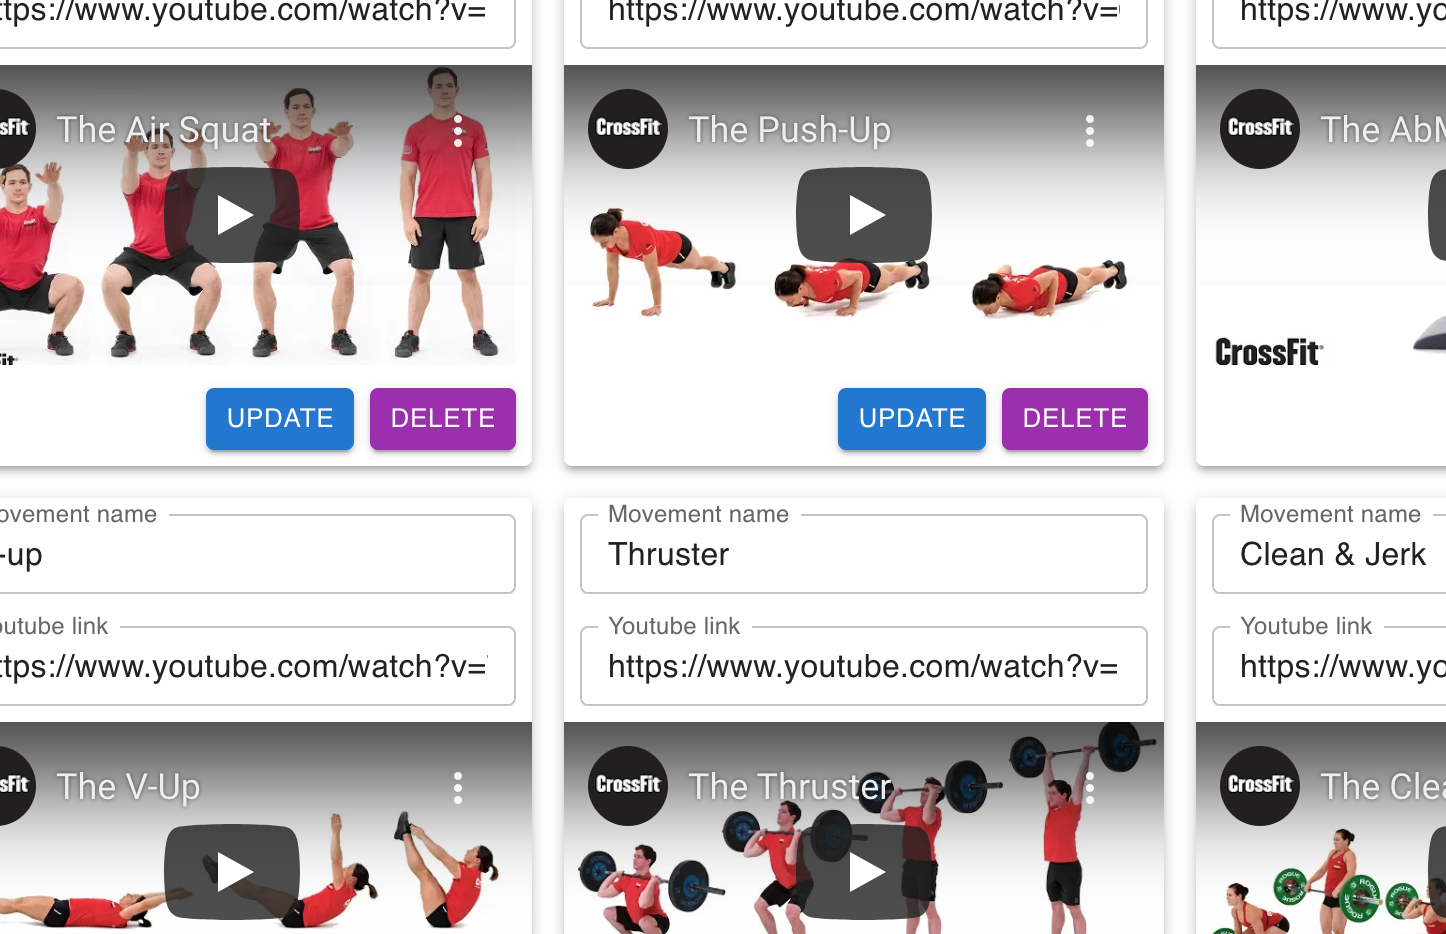 ttps://www.youtube.com/watch?v=
https://www.youtube.com/watch?v=
https://www.yo
sFit
The Air Squat
CrossFit
The Push-Up
CrossFit
The AbM
CrossFit
UPDATE
DELETE
UPDATE
DELETE
ovement name
-up
Movement name
Thruster
Movement name
Clean & Jerk
outube link
ttps://www.youtube.com/watch?v=
Youtube link
https://www.youtube.com/watch?v=
Youtube link
https://www.yo
sFit
The V-Up
CrossFit
The Thruster
CrossFit
The Clea
ROGUE
ROGUE